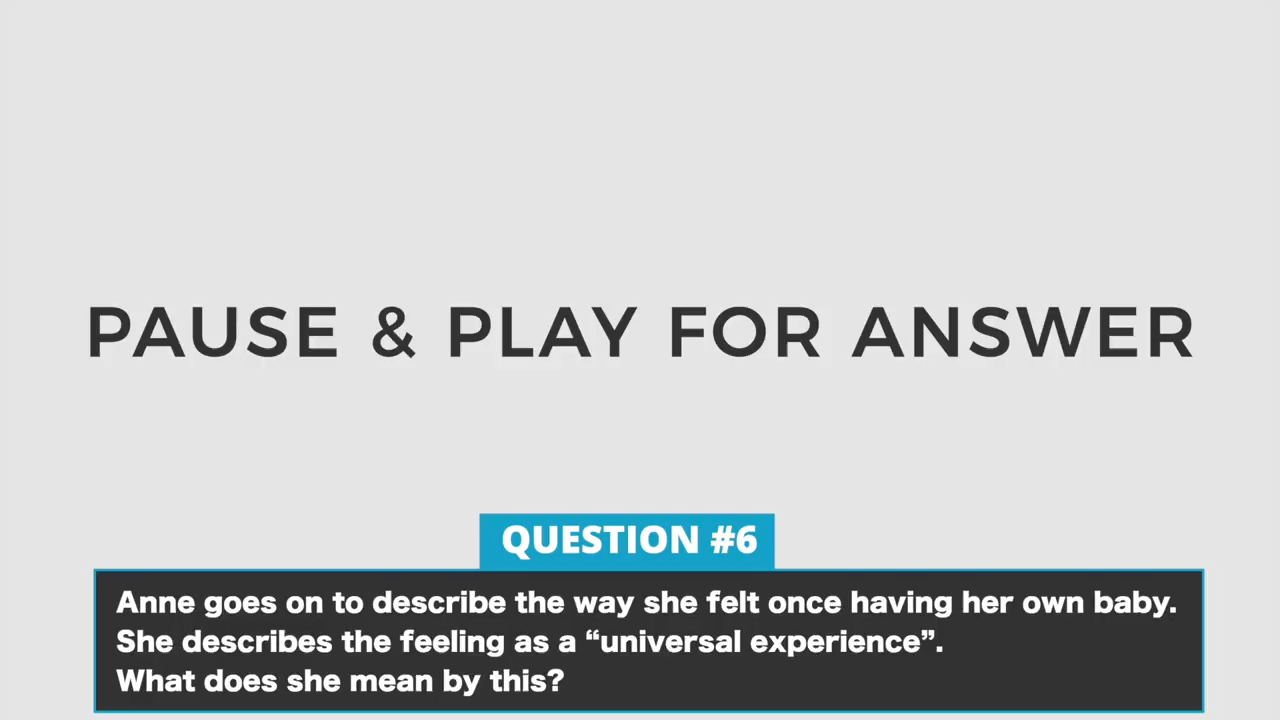 PAUSE & PLAY FOR ANSWER
QUESTION #6
Anne goes on to describe the way she felt once having her own baby.
She describes the feeling as a “universal experience”.
What does she mean by this?